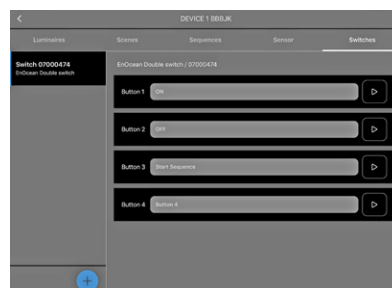 DEVICE 1 BBBJK
Luminaires Scenes Sequences Sensor Switches
Switch 07000474
EnOcean Double switch
EnOcean Double switch / 07000474
Button 1 ON
Button 2 OFF
Button 3 Start Sequence
Button 4 Button 4